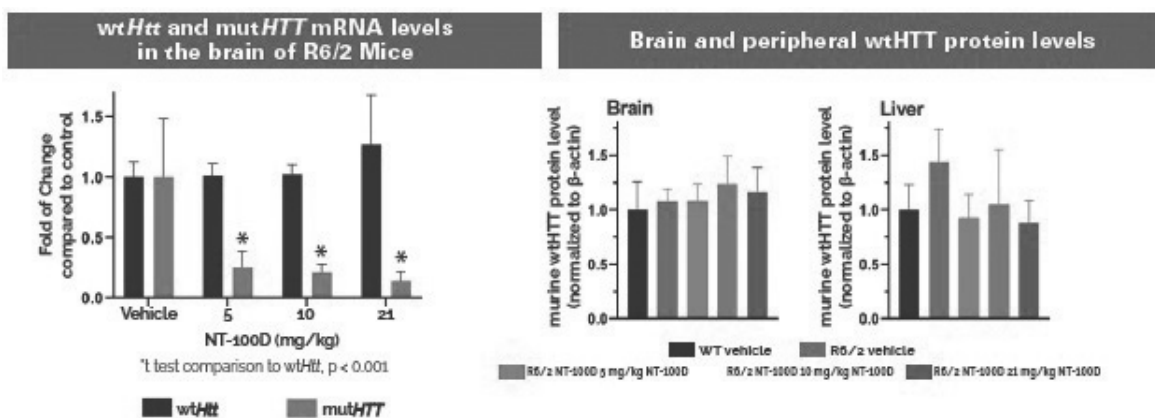 wtHtt and mutHTT mRNA levels
in the brain of R6/2 Mice
Fold of Change
compared to control
1.5
1.0
0.5
0.0
*
*
*
Vehicle
5
10
21
NT-100D (mg/kg)
*t test comparison to wtHtt, p < 0.001
wtHtt
mutHTT
Brain and peripheral wtHTT protein levels
Brain
murine wtHTT protein level
(normalized to β-actin)
1.5
1.0
0.5
0.0
Liver
murine wtHTT protein level
(normalized to β-actin)
1.5
1.0
0.5
0.0
WT vehicle
R6/2 vehicle
R6/2 NT-100D 5 mg/kg NT-100D
R6/2 NT-100D 10 mg/kg NT-100D
R6/2 NT-100D 21 mg/kg NT-100D